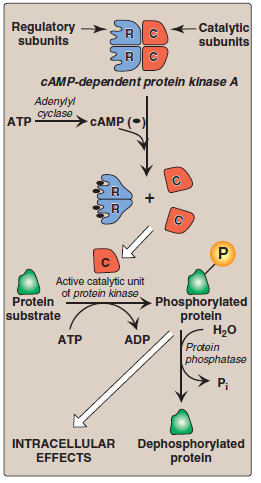 Regulatory
subunits
Catalytic
subunits
R C
R C
cAMP-dependent protein kinase A
Adenylyl
cyclase
ATP
cAMP (•)
R
R
+
C
C
C
P
Active catalytic unit
of protein kinase
Protein
substrate
Phosphorylated
protein
ATP
ADP
H₂O
Protein
phosphatase
Pᵢ
INTRACELLULAR
EFFECTS
Dephosphorylated
protein